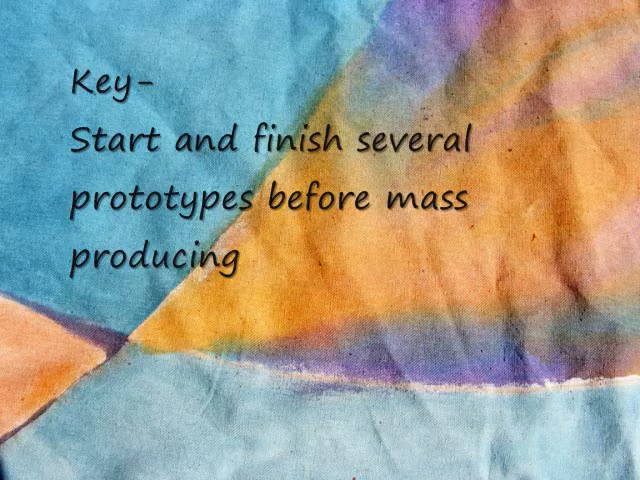 Key-
Start and finish several
prototypes before mass
producing